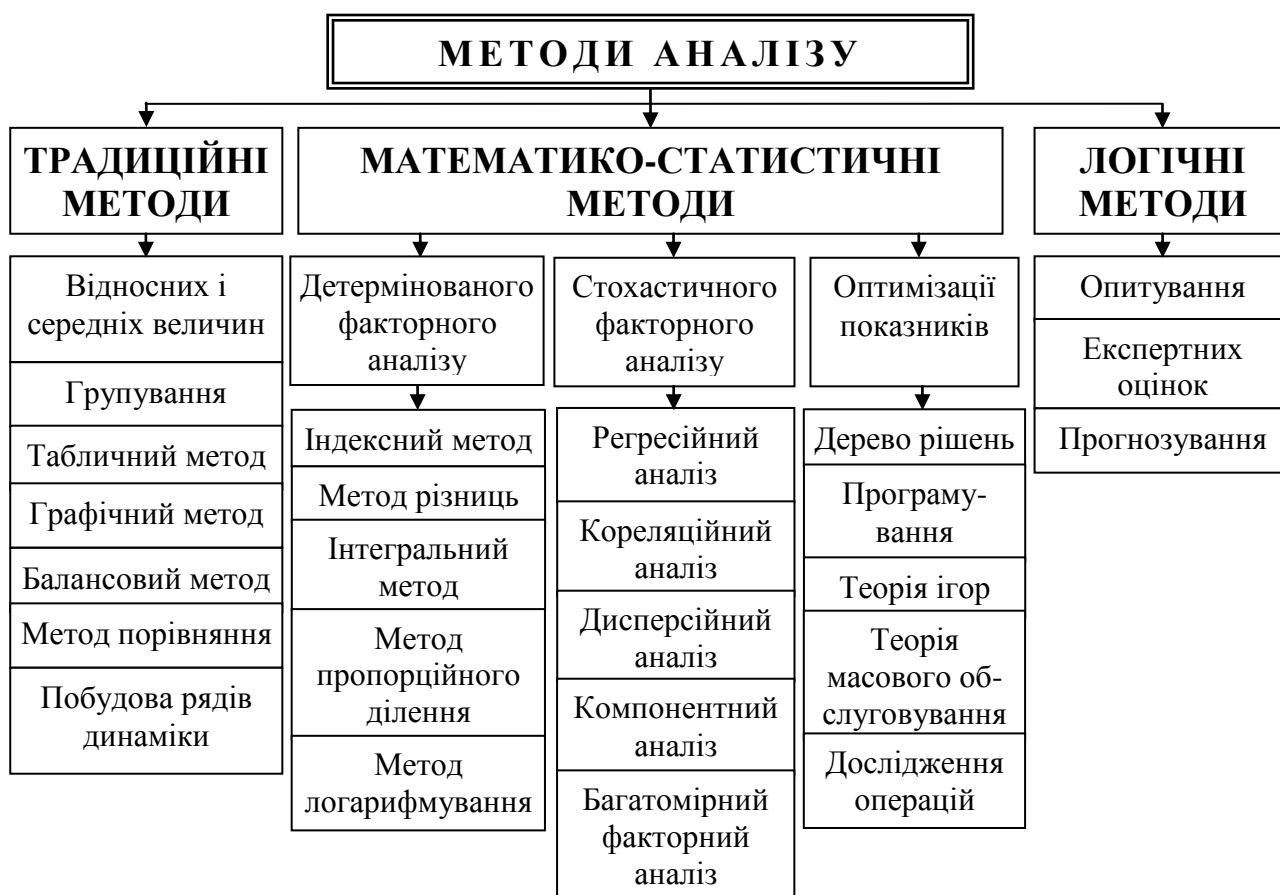 МЕТОДИ АНАЛІЗУ
ТРАДИЦІЙНІ
МЕТОДИ
Відносних і
середніх величин
Групування
Табличний метод
Графічний метод
Балансовий метод
Метод порівняння
Побудова рядів
динаміки
МАТЕМАТИКО-СТАТИСТИЧНІ
МЕТОДИ
Детермінованого
факторного
аналізу
Індексний метод
Метод різниць
Інтегральний
метод
Метод
пропорційного
ділення
Метод
логарифмування
Стохастичного
факторного
аналізу
Регресійний
аналіз
Кореляційний
аналіз
Дисперсійний
аналіз
Компонентний
аналіз
Багатомірний
факторний
аналіз
Оптимізації
показників
Дерево рішень
Програму-
вання
Теорія ігор
Теорія
масового об-
слуговування
Дослідження
операцій
ЛОГІЧНІ
МЕТОДИ
Опитування
Експертних
оцінок
Прогнозування